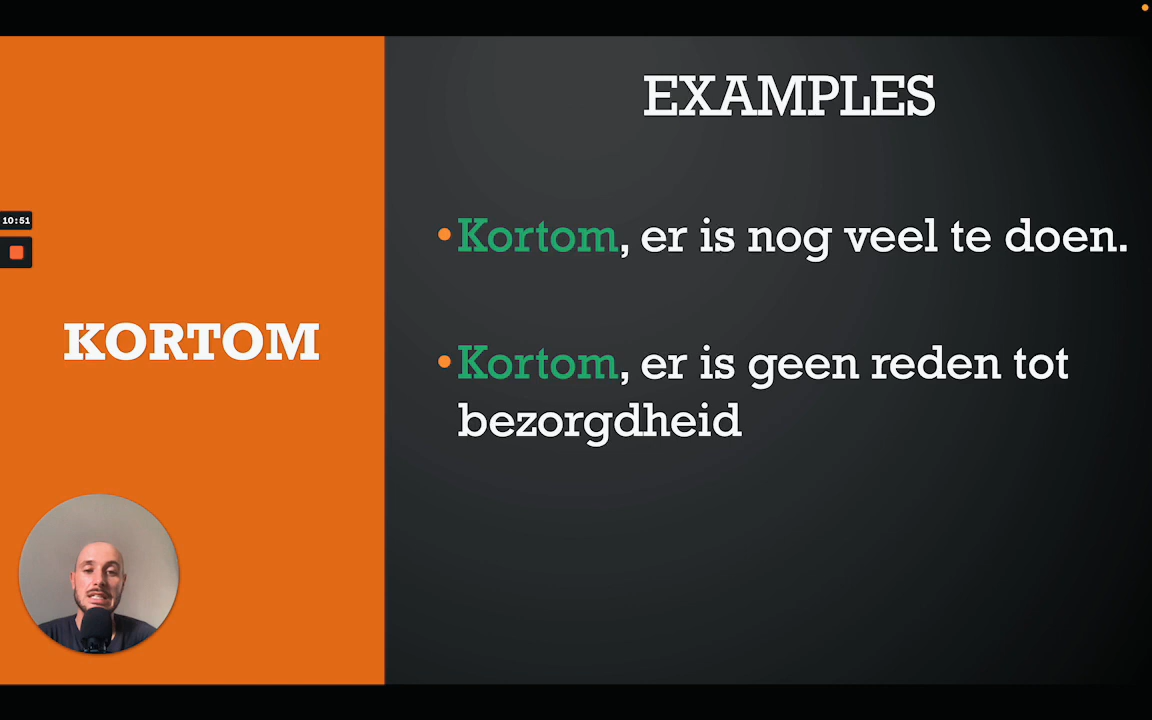 EXAMPLES
10:51
KORTOM
•Kortom, er is nog veel te doen.
•Kortom, er is geen reden tot
bezorgdheid